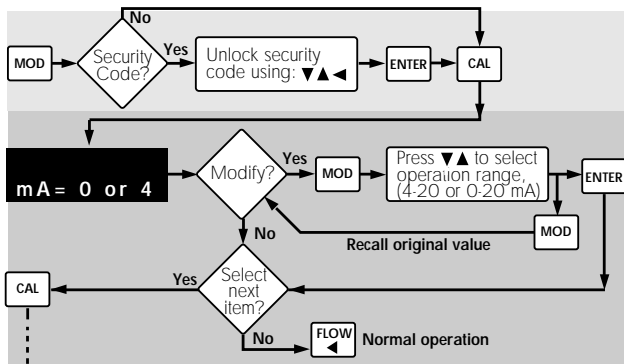 No
MOD
Security
Code?
Yes
Unlock security
code using: ▼▲◄
ENTER
CAL
mA= 0 or 4
Modify?
Yes
MOD
Press ▼▲ to select
operation range,
(4-20 or 0-20 mA)
ENTER
MOD
Recall original value
No
CAL
Yes
Select
next
item?
No
FLOW
◄
Normal operation